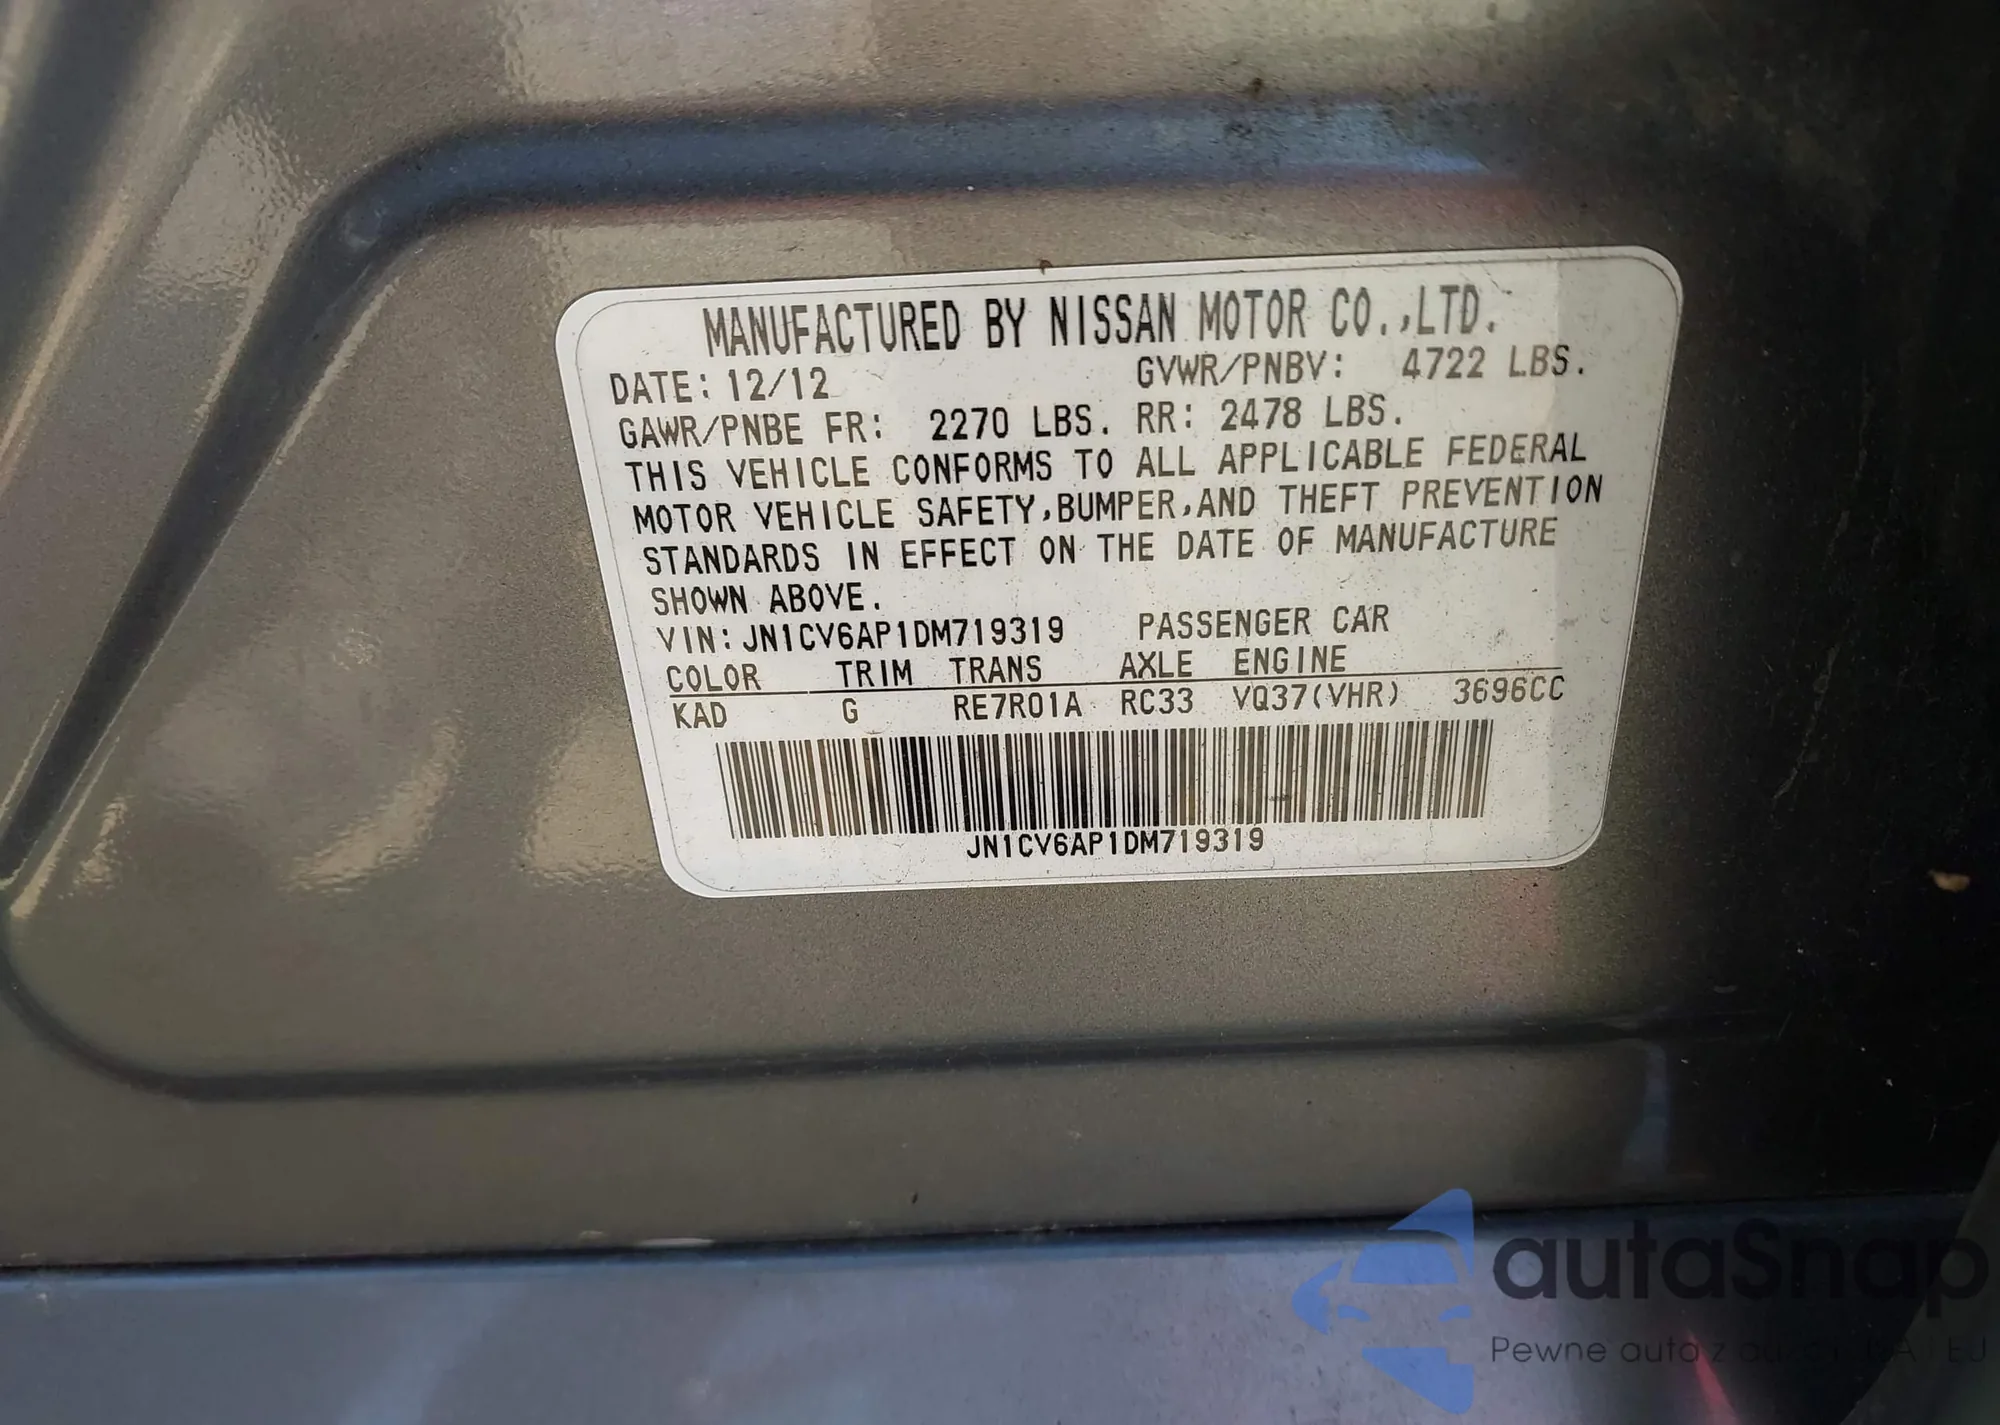 MANUFACTURED BY NISSAN MOTOR CO.,LTD.
DATE: 12/12 GVWR/PNBV: 4722 LBS.
GAWR/PNBE FR: 2270 LBS. RR: 2478 LBS.
THIS VEHICLE CONFORMS TO ALL APPLICABLE FEDERAL
MOTOR VEHICLE SAFETY,BUMPER,AND THEFT PREVENTION
STANDARDS IN EFFECT ON THE DATE OF MANUFACTURE
SHOWN ABOVE.
VIN:JN1CV6AP1DM719319 PASSENGER CAR
COLOR TRIM TRANS AXLE ENGINE
KAD G RE7R01A RC33 VQ37(VHR) 3696CC
JN1CV6AP1DM719319
autaSnap
Pewne auta z